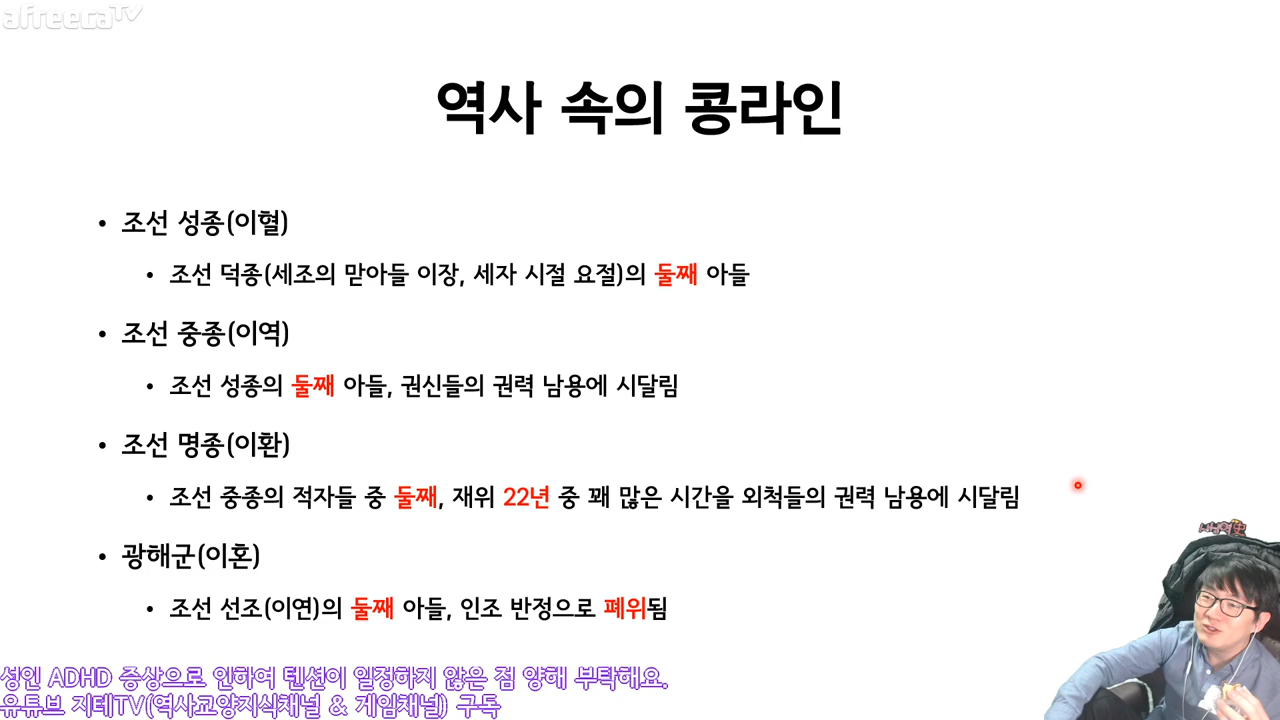 afreecaTV
역사 속의 콩라인
• 조선 성종(이혈)
• 조선 덕종(세조의 맏아들 이장, 세자 시절 요절)의 둘째 아들
• 조선 중종(이역)
• 조선 성종의 둘째 아들, 권신들의 권력 남용에 시달림
• 조선 명종(이환)
• 조선 중종의 적자들 중 둘째, 재위 22년 중 꽤 많은 시간을 외척들의 권력 남용에 시달림
• 광해군(이혼)
• 조선 선조(이연)의 둘째 아들, 인조 반정으로 폐위됨
성인 ADHD 증상으로 인하여 텐션이 일정하지 않은 점 양해 부탁해요.
유튜브 지테TV(역사교양지식채널 & 게임채널) 구독